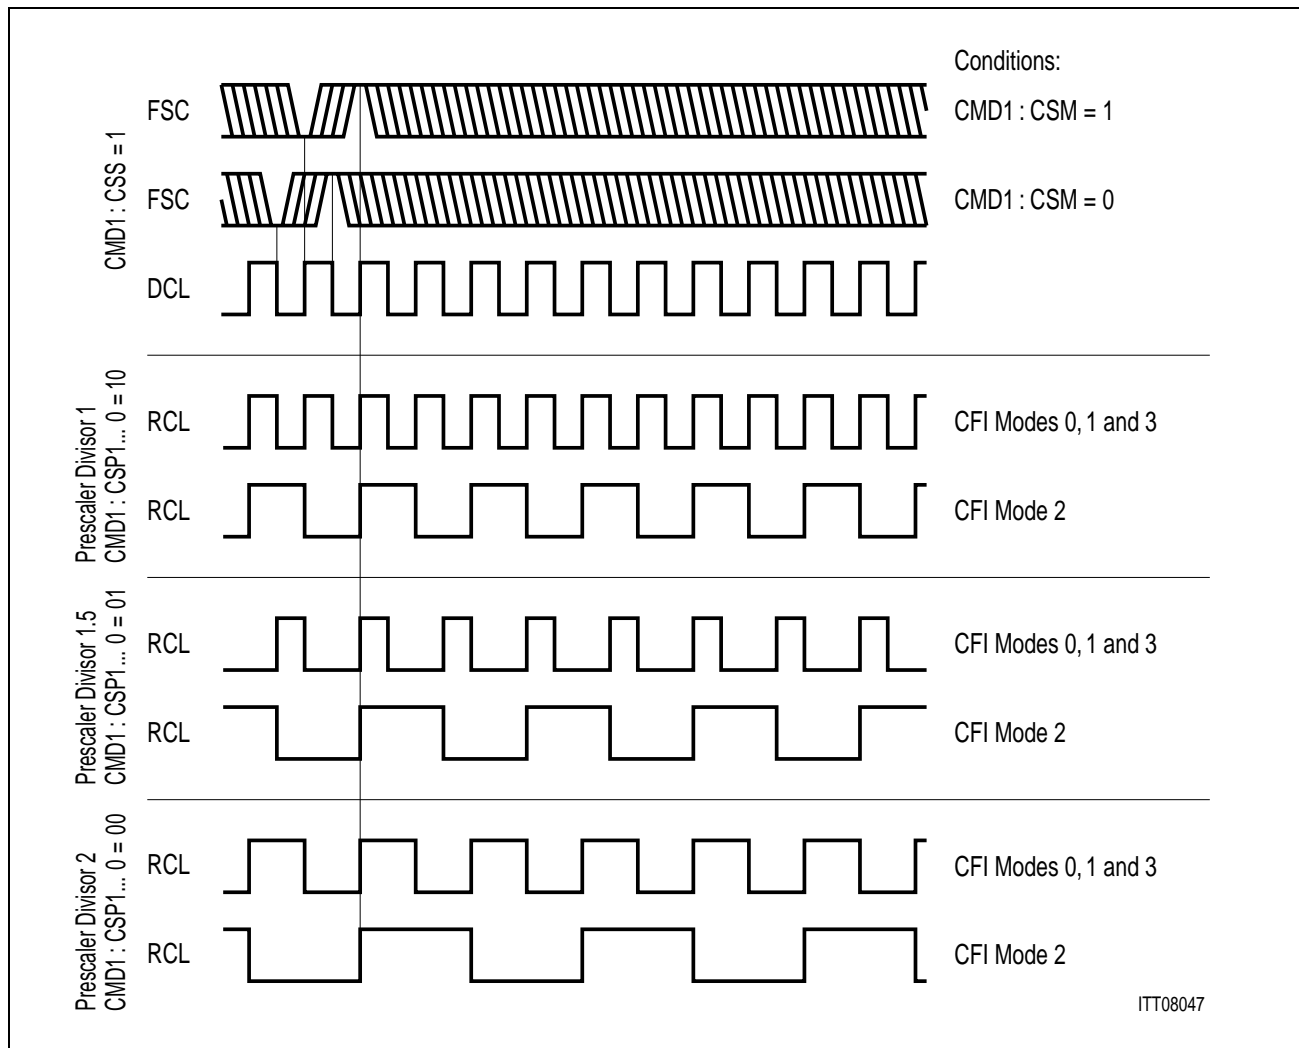 Conditions:
FSC
CMD1 : CSM = 1
CMD1 : CSS = 1
FSC
CMD1 : CSM = 0
DCL
Prescaler Divisor 1
CMD1 : CSP1... 0 = 10
RCL
CFI Modes 0, 1 and 3
RCL
CFI Mode 2
Prescaler Divisor 1.5
CMD1 : CSP1... 0 = 01
RCL
CFI Modes 0, 1 and 3
RCL
CFI Mode 2
Prescaler Divisor 2
CMD1 : CSP1... 0 = 00
RCL
CFI Modes 0, 1 and 3
RCL
CFI Mode 2
ITT08047